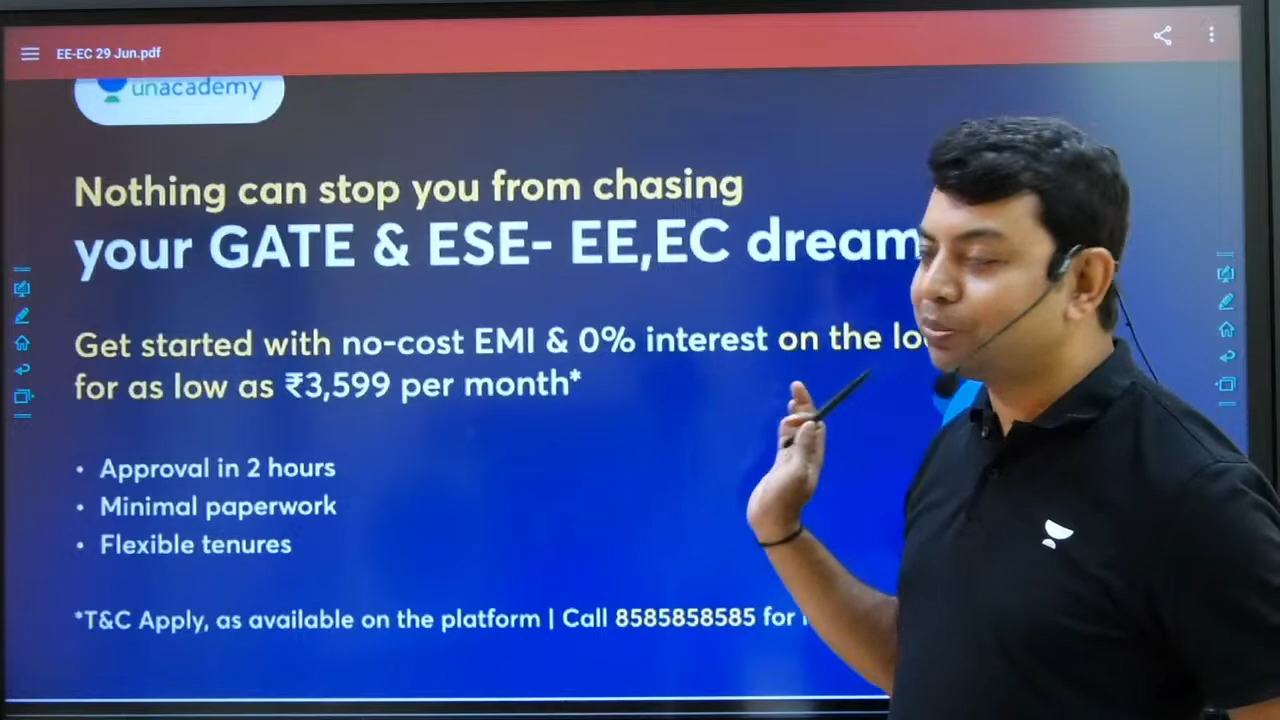 EE-EC 29 Jun.pdf
unacademy
Nothing can stop you from chasing
your GATE & ESE- EE,EC dream
Get started with no-cost EMI & 0% interest on the
for as low as ₹3,599 per month*
• Approval in 2 hours
• Minimal paperwork
• Flexible tenures
*T&C Apply, as available on the platform | Call 8585858585 for